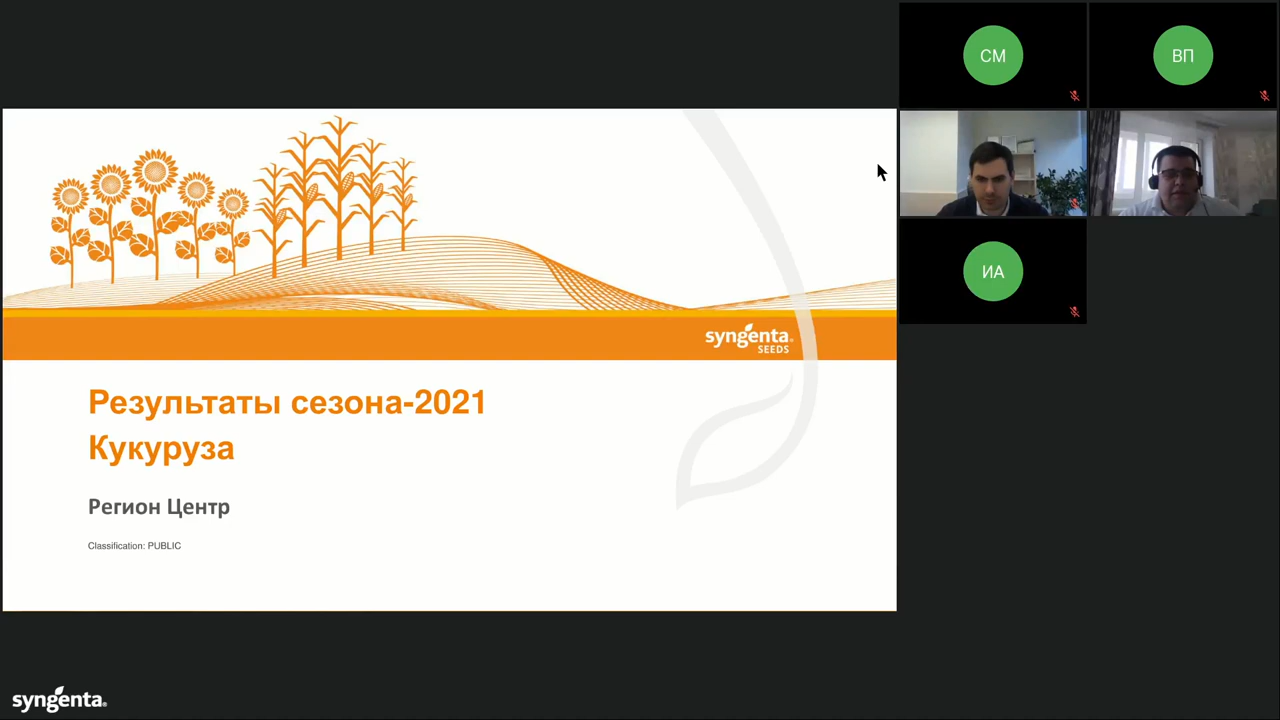 СМ
ВП
ИА
syngenta®
SEEDS
Результаты сезона-2021
Кукуруза
Регион Центр
Classification: PUBLIC
syngenta®